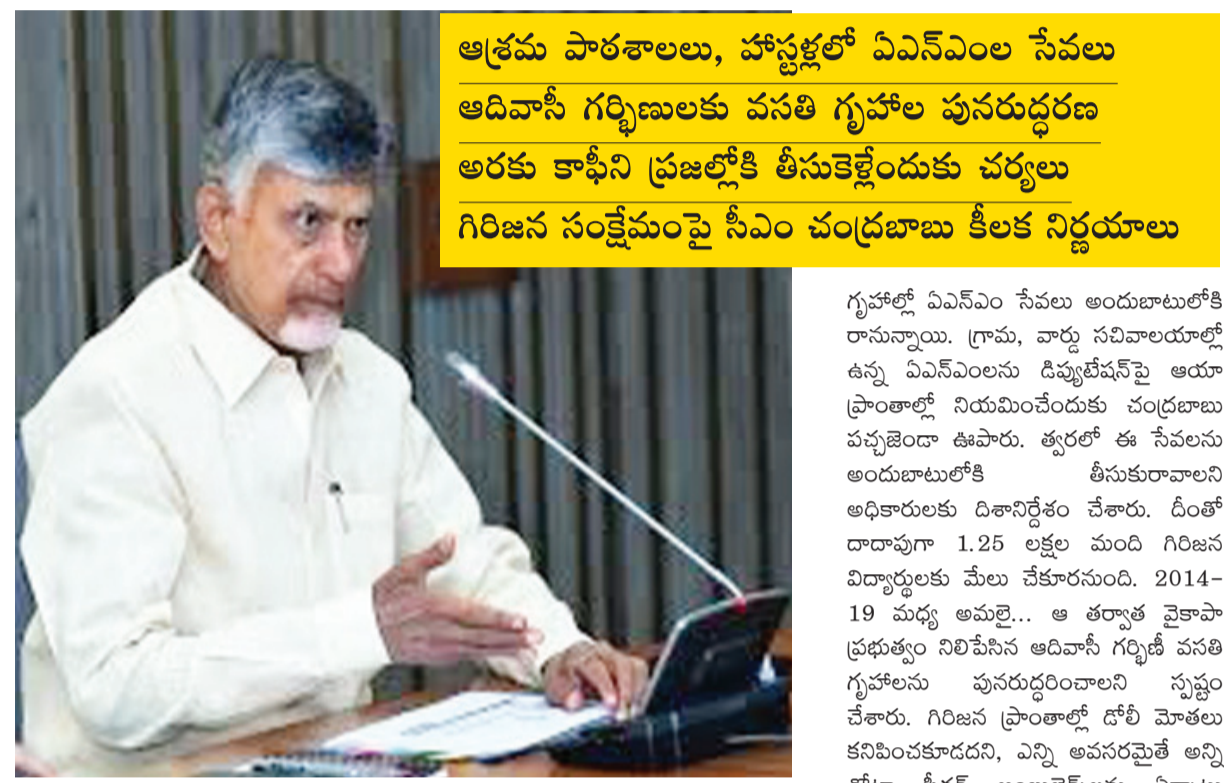 ఆశ్రమ పాఠశాలలు, హాస్టళ్లలో ఏఎన్ఎంల సేవలు
ఆదివాసీ గర్భిణులకు వసతి గృహాల పునరుద్ధరణ
అరకు కాఫీని ప్రజల్లోకి తీసుకెళ్లేందుకు చర్యలు
గిరిజన సంక్షేమంపై సీఎం చంద్రబాబు కీలక నిర్ణయాలు
గృహాల్లో ఏఎన్ఎం సేవలు అందుబాటులోకి
రానున్నాయి. గ్రామ, వార్డు సచివాలయాల్లో
ఉన్న ఏఎన్ఎంలను డిప్యుటేషన్‌పై ఆయా
ప్రాంతాల్లో నియమించేందుకు చంద్రబాబు
పచ్చజెండా ఊపారు. త్వరలో ఈ సేవలను
అందుబాటులోకి తీసుకురావాలని
అధికారులకు దిశానిర్దేశం చేశారు. దీంతో
దాదాపుగా 1.25 లక్షల మంది గిరిజన
విద్యార్థులకు మేలు చేకూరనుంది. 2014-
19 మధ్య అమలై... ఆ తర్వాత వైకాపా
ప్రభుత్వం నిలిపేసిన ఆదివాసీ గర్భిణీ వసతి
గృహాలను పునరుద్ధరించాలని స్పష్టం
చేశారు. గిరిజన ప్రాంతాల్లో డోలీ మోతలు
కనిపించకూడదని, ఎన్ని అవసరమైతే అన్ని